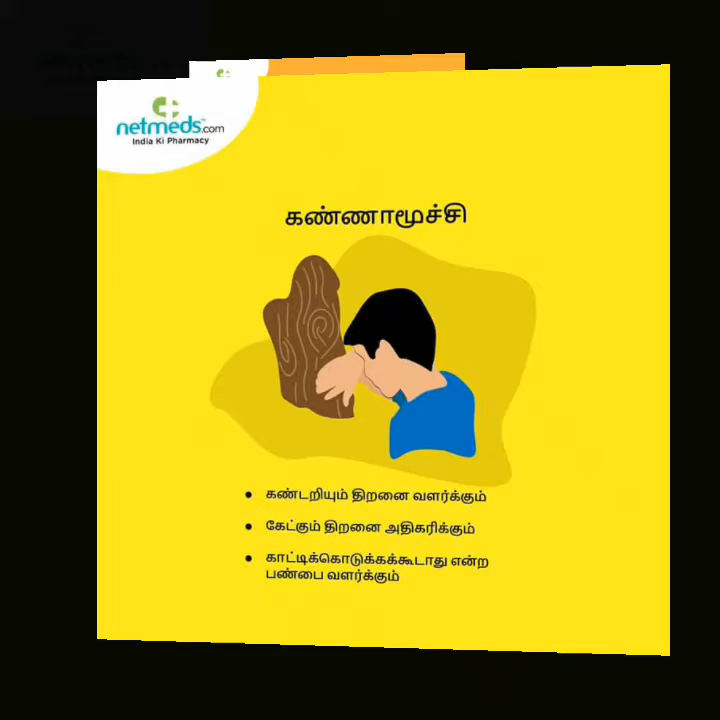 netmeds.com
India Ki Pharmacy
கண்ணாமூச்சி
கண்டறியும் திறனை வளர்க்கும்
கேட்கும் திறனை அதிகரிக்கும்
காட்டிக்கொடுக்கக்கூடாது என்ற
பண்பை வளர்க்கும்